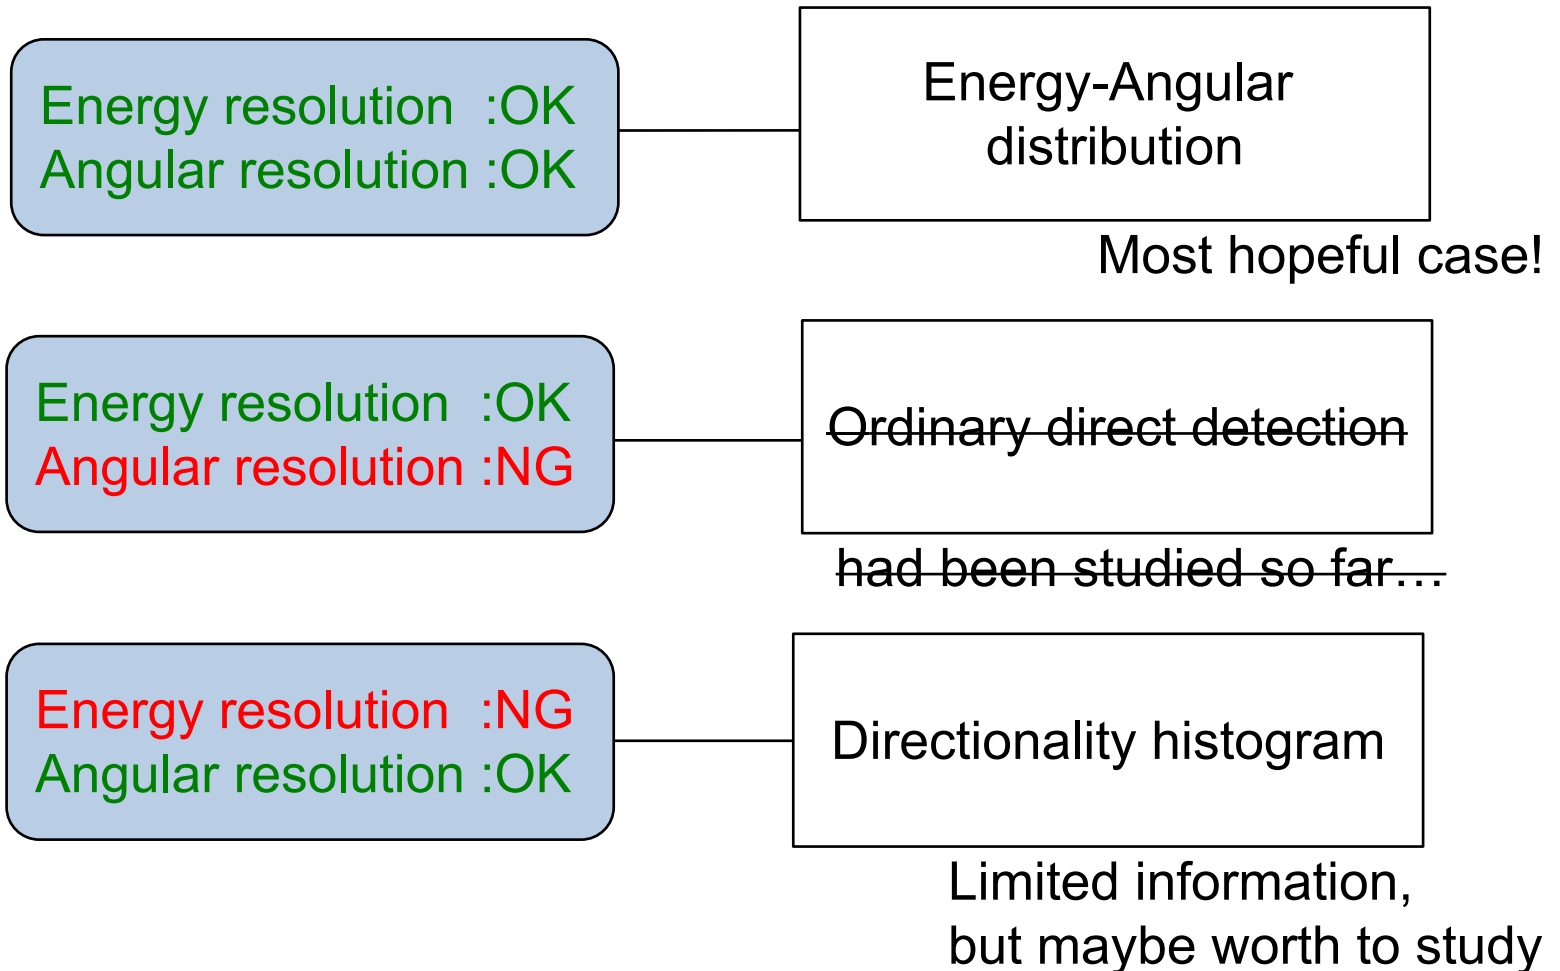 Energy resolution  :OK
Angular resolution :OK
Energy-Angular
distribution
Most hopeful case!
Energy resolution  :OK
Angular resolution :NG
Ordinary direct detection
had been studied so far…
Energy resolution  :NG
Angular resolution :OK
Directionality histogram
Limited information,
but maybe worth to study